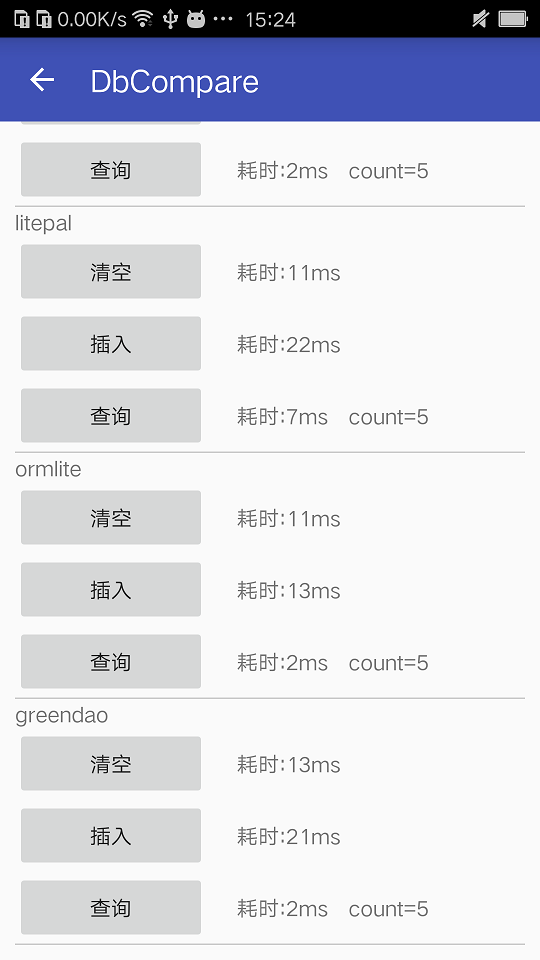 0.00K/s 15:24
DbCompare
查询 耗时:2ms count=5
litepal
清空 耗时:11ms
插入 耗时:22ms
查询 耗时:7ms count=5
ormlite
清空 耗时:11ms
插入 耗时:13ms
查询 耗时:2ms count=5
greendao
清空 耗时:13ms
插入 耗时:21ms
查询 耗时:2ms count=5